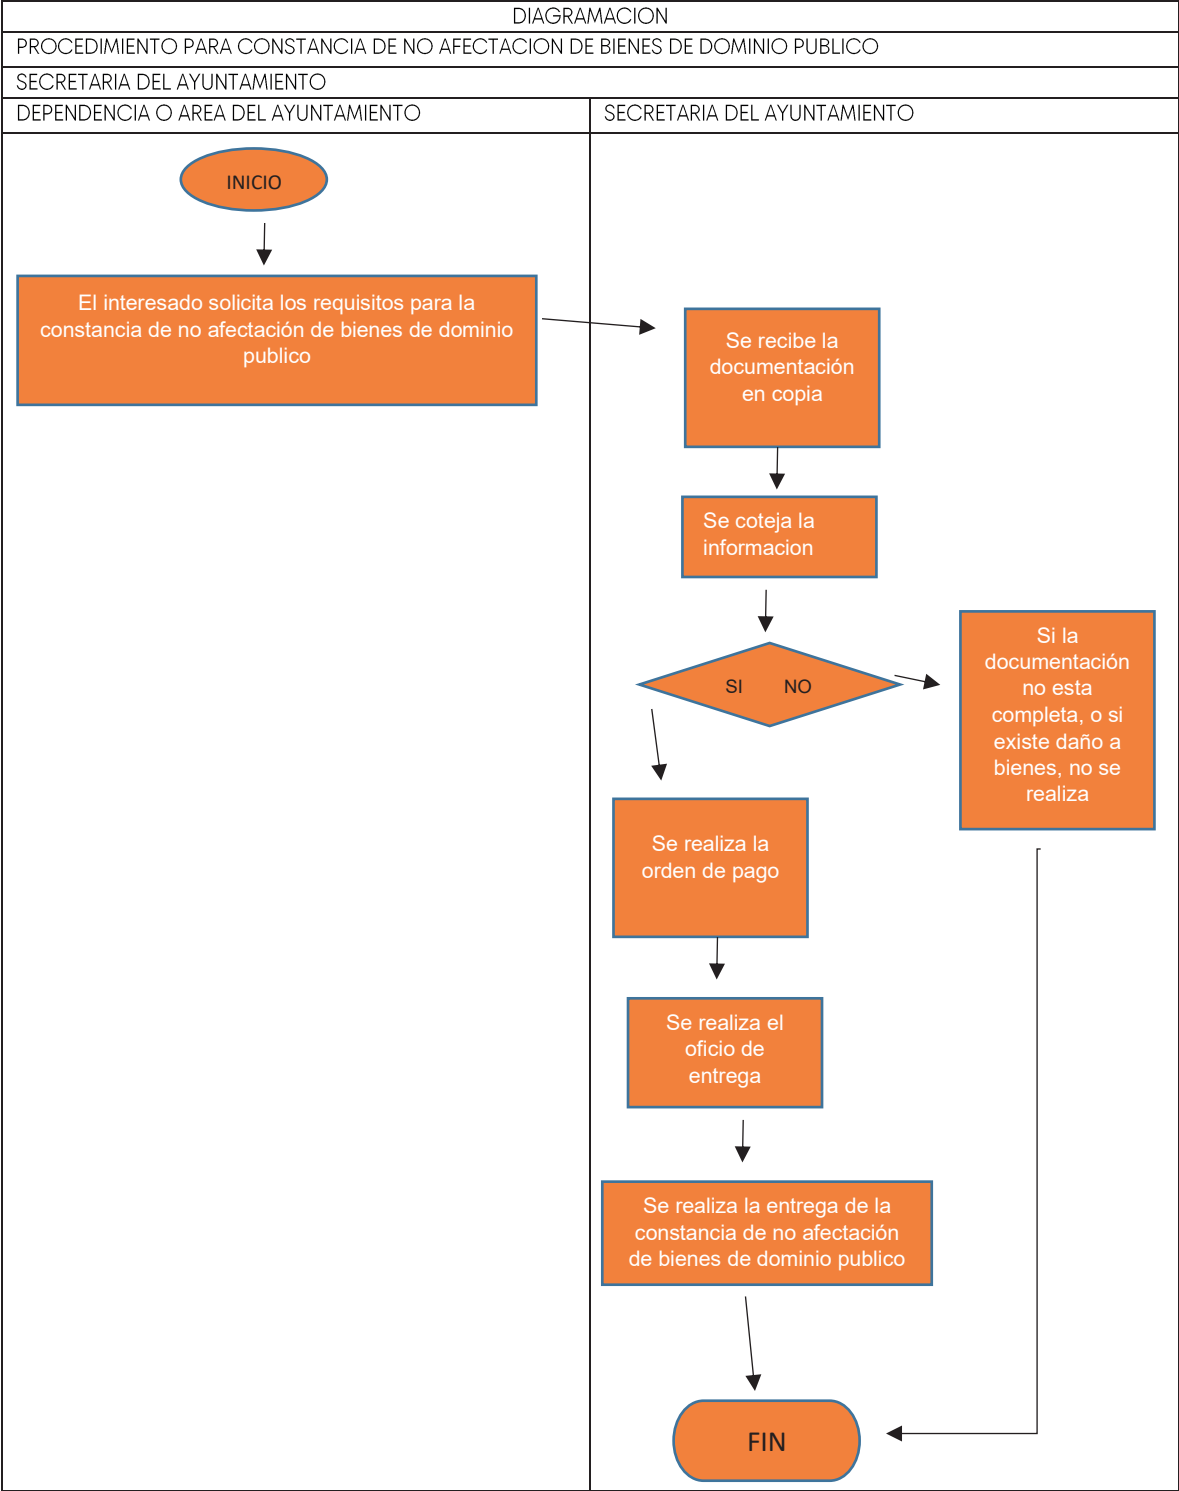 DIAGRAMACION
PROCEDIMIENTO PARA CONSTANCIA DE NO AFECTACION DE BIENES DE DOMINIO PUBLICO
SECRETARIA DEL AYUNTAMIENTO
DEPENDENCIA O AREA DEL AYUNTAMIENTO
SECRETARIA DEL AYUNTAMIENTO
INICIO
El interesado solicita los requisitos para la
constancia de no afectación de bienes de dominio
publico
Se recibe la
documentación
en copia
Se coteja la
informacion
SI NO
Si la
documentación
no esta
completa, o si
existe daño a
bienes, no se
realiza
Se realiza la
orden de pago
Se realiza el
oficio de
entrega
Se realiza la entrega de la
constancia de no afectación
de bienes de dominio publico
FIN